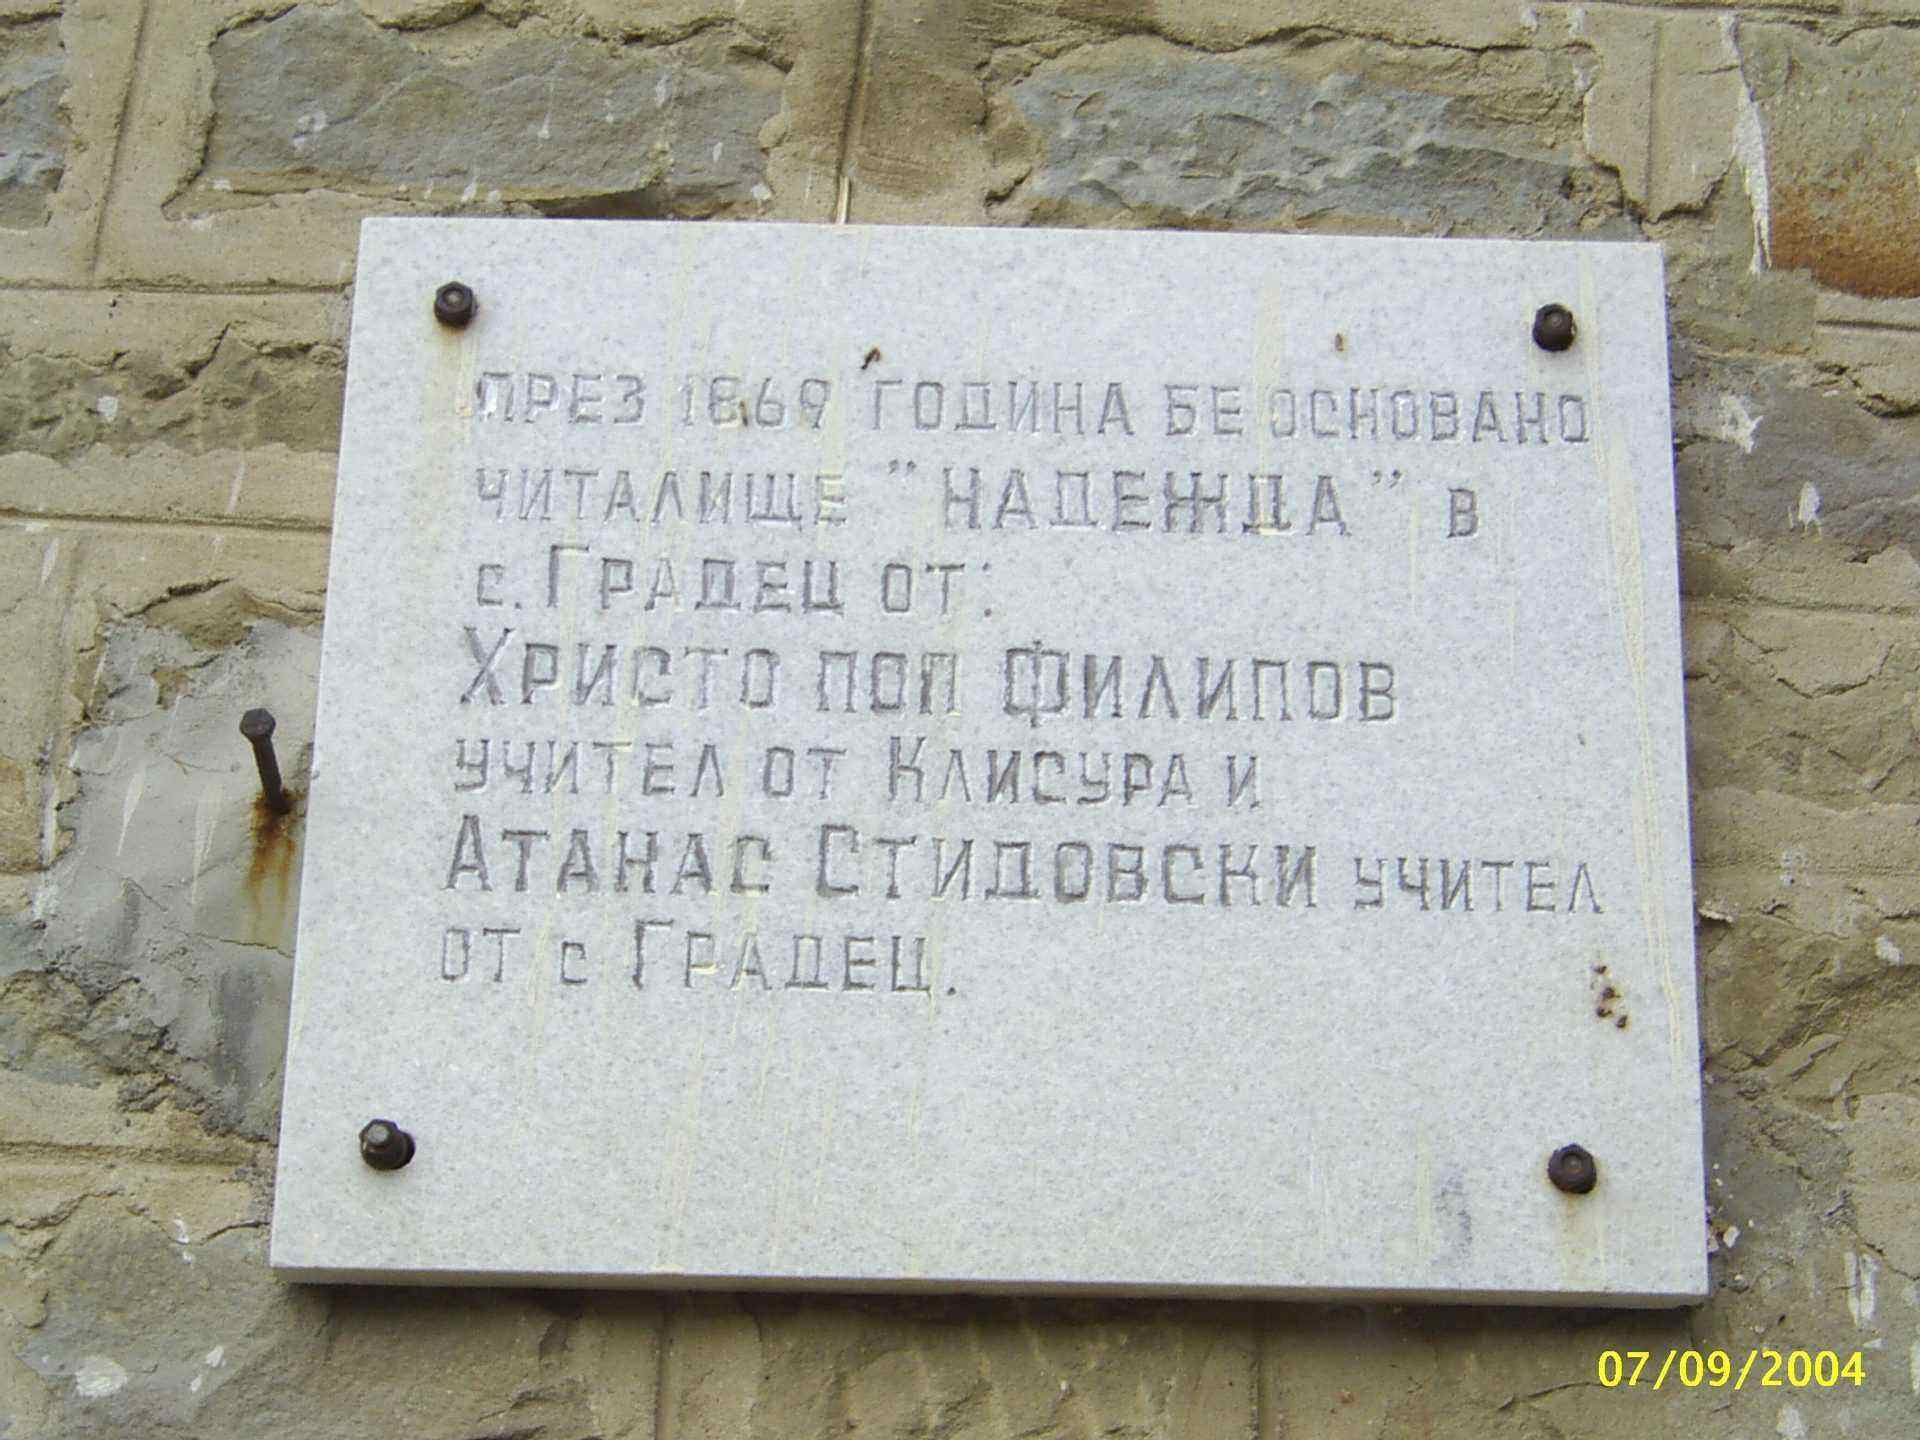 ПРЕЗ 1869 ГОДИНА БЕ ОСНОВАНО
ЧИТАЛИЩЕ "НАДЕЖДА" В
с. ГРАДЕЦ ОТ:
ХРИСТО ПОП ФИЛИПОВ
УЧИТЕЛ ОТ КЛИСУРА И
АТАНАС СТИДОВСКИ УЧИТЕЛ
ОТ с ГРАДЕЦ.
07/09/2004